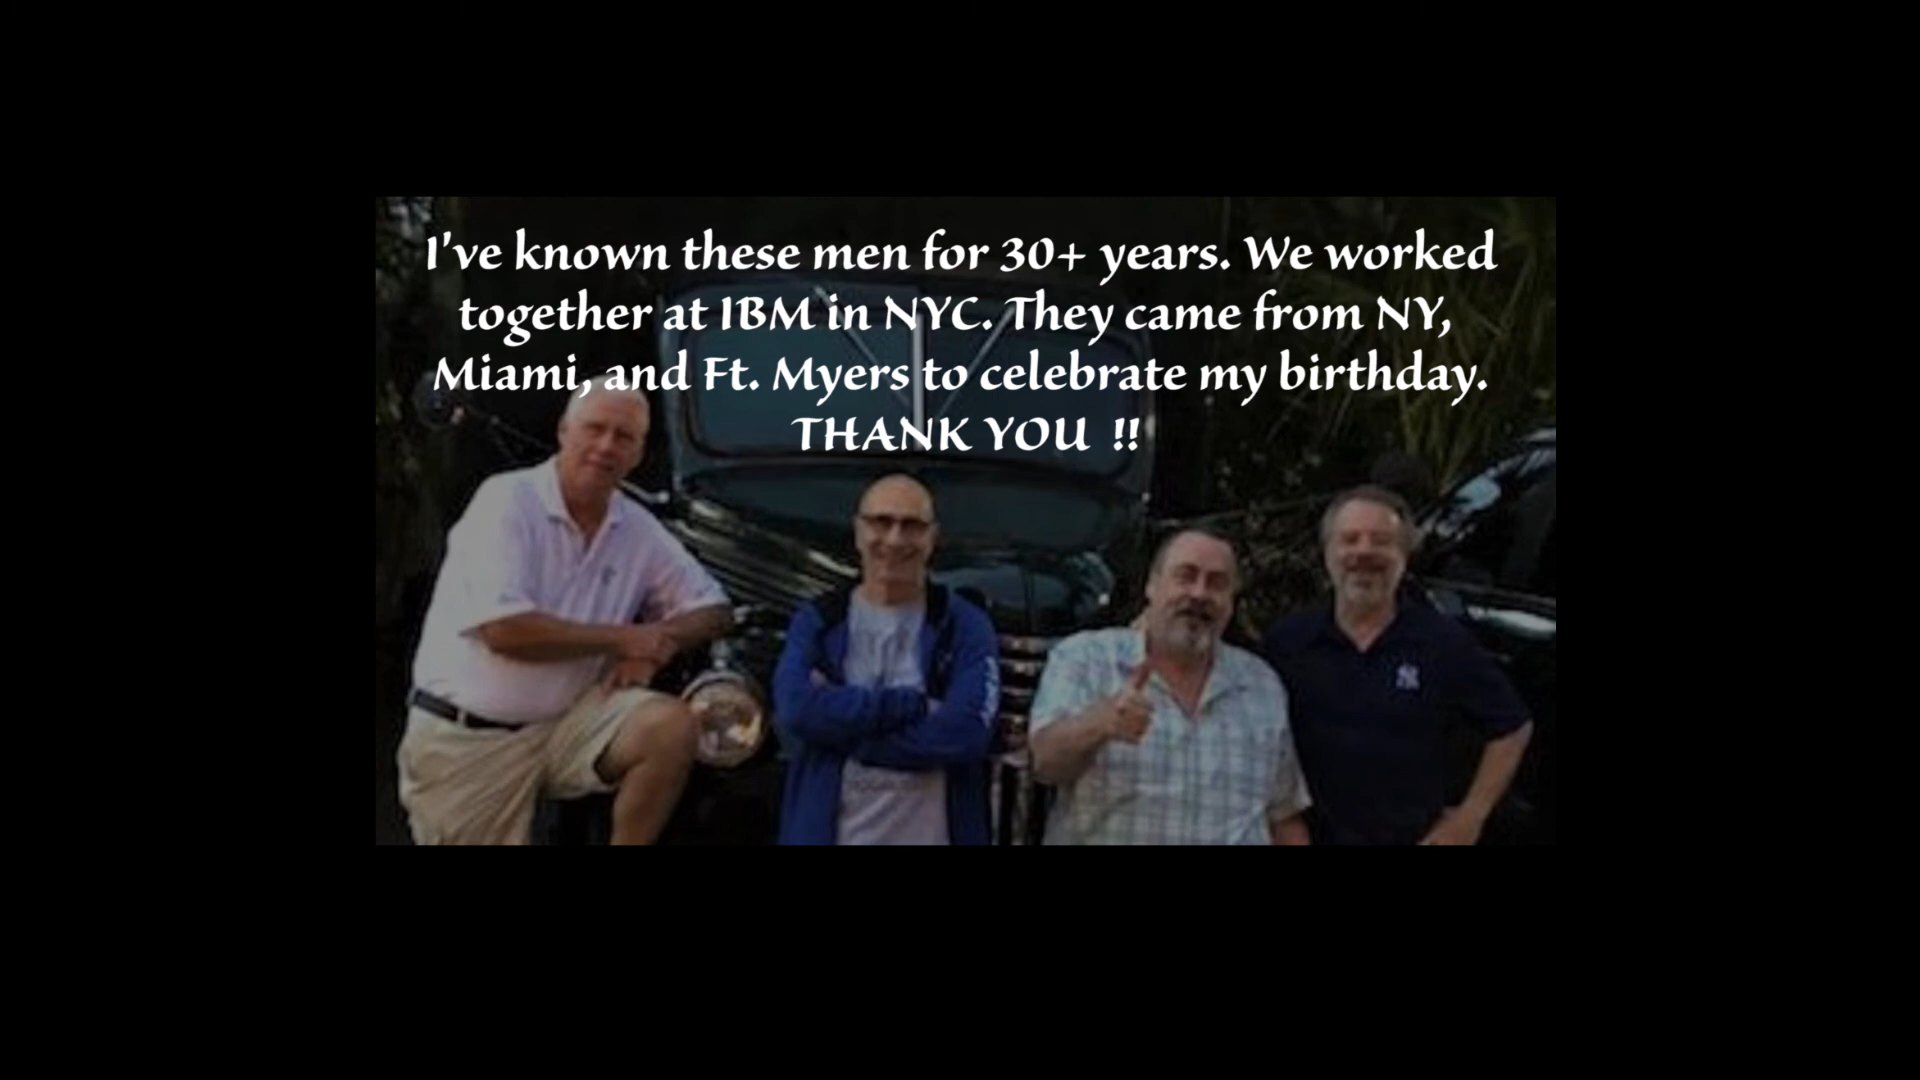 I've known these men for 30+ years. We worked
together at IBM in NYC. They came from NY,
Miami, and Ft. Myers to celebrate my birthday.
THANK YOU !!
NY